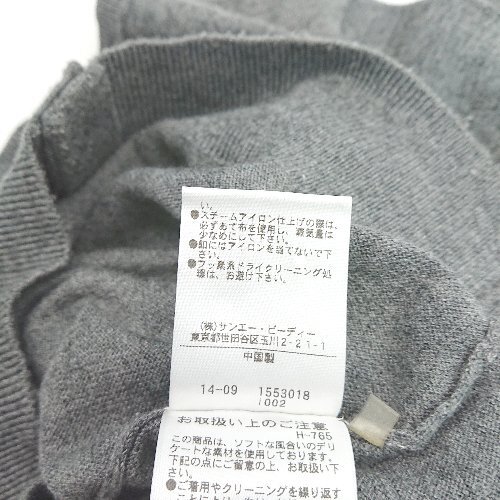 い。
●スチームアイロン仕上げの際は、
必ずあて布を使用し、蒸気量は
少なめにして下さい。
●釦にはアイロンを当てないで下
さい。
●フッ素系ドライクリーニング処
理は、お避け下さい。
(株)サンエー・ビーディー
東京都世田谷区玉川2-21-1
中国製
14-09 1553018
1002
お取扱い上のご注意
H-765
この商品は、ソフトな風合いのデリ
ケートな素材を使用しております。
下記の点にご留意の上、お取扱い
下さい。
●ご着用やクリーニングを繰り返す